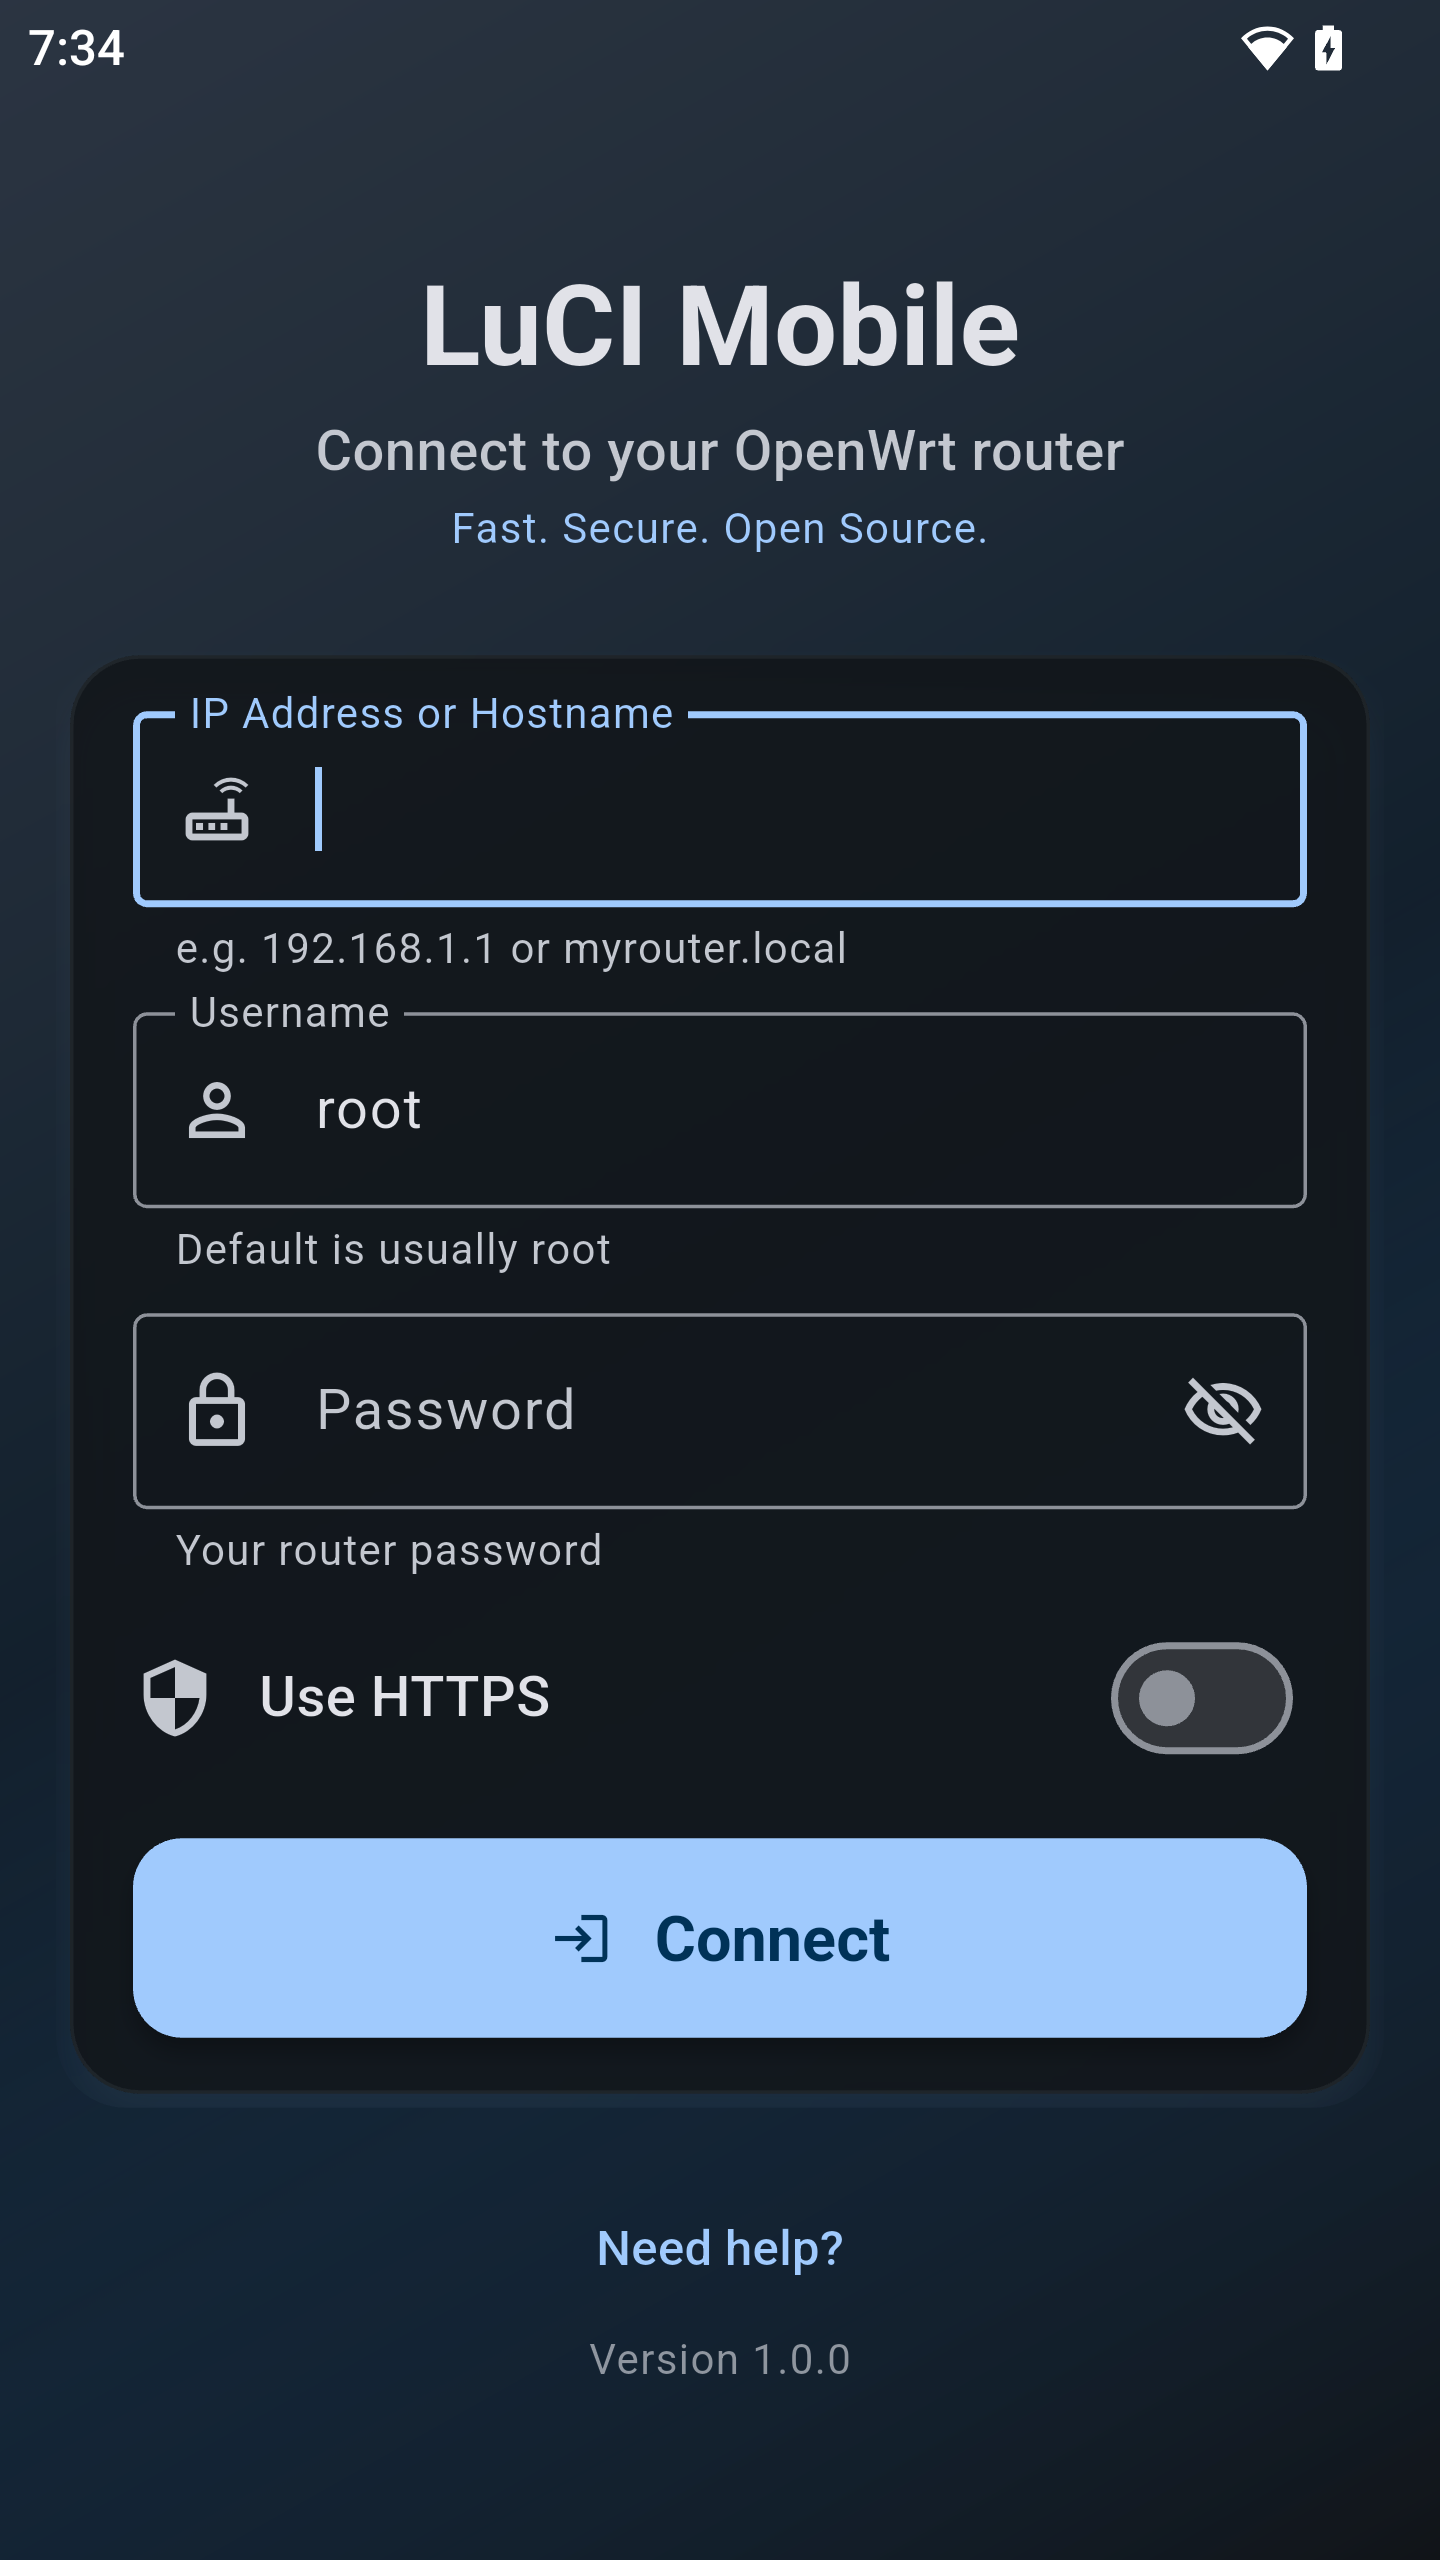 7:34
LuCI Mobile
Connect to your OpenWrt router
Fast. Secure. Open Source.
IP Address or Hostname
e.g. 192.168.1.1 or myrouter.local
Username
root
Default is usually root
Password
Your router password
Use HTTPS
Connect
Need help?
Version 1.0.0